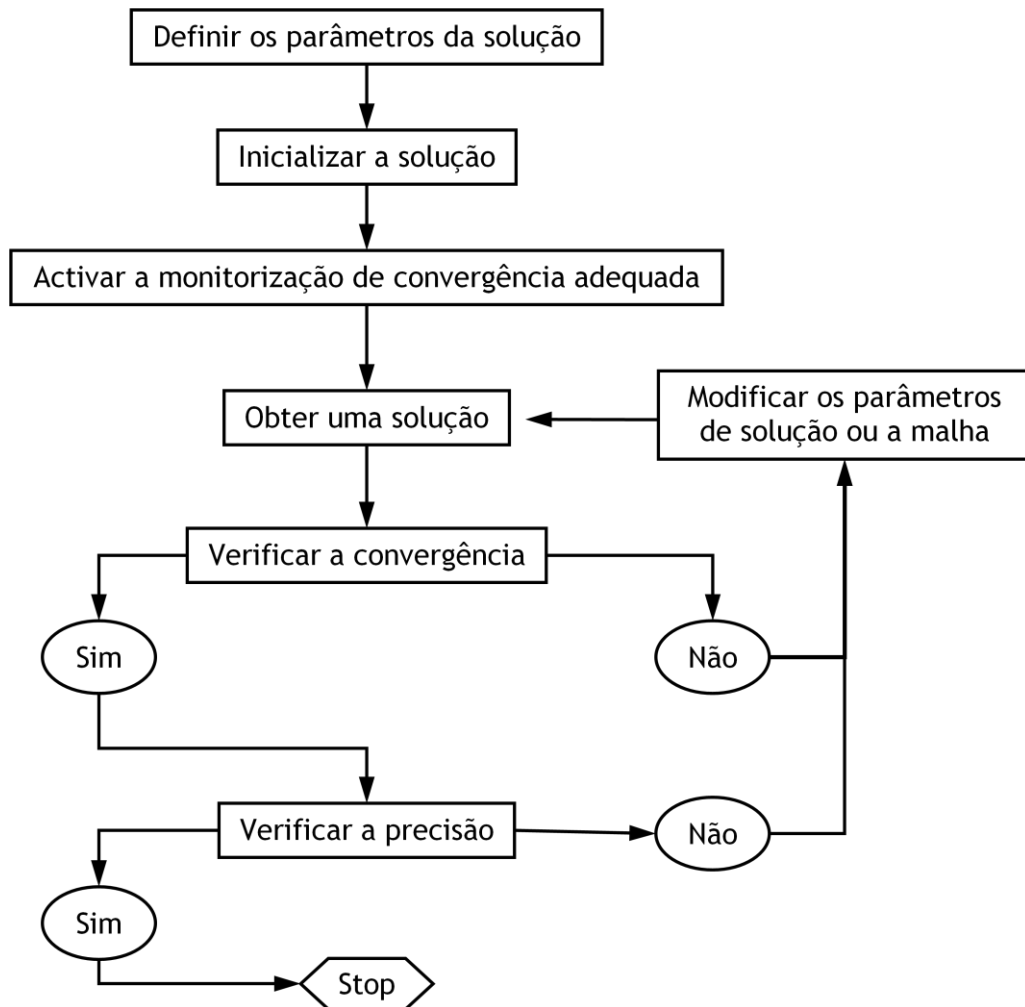 Definir os parâmetros da solução
Inicializar a solução
Activar a monitorização de convergência adequada
Obter uma solução
Modificar os parâmetros
de solução ou a malha
Verificar a convergência
Sim
Não
Verificar a precisão
Não
Sim
Stop